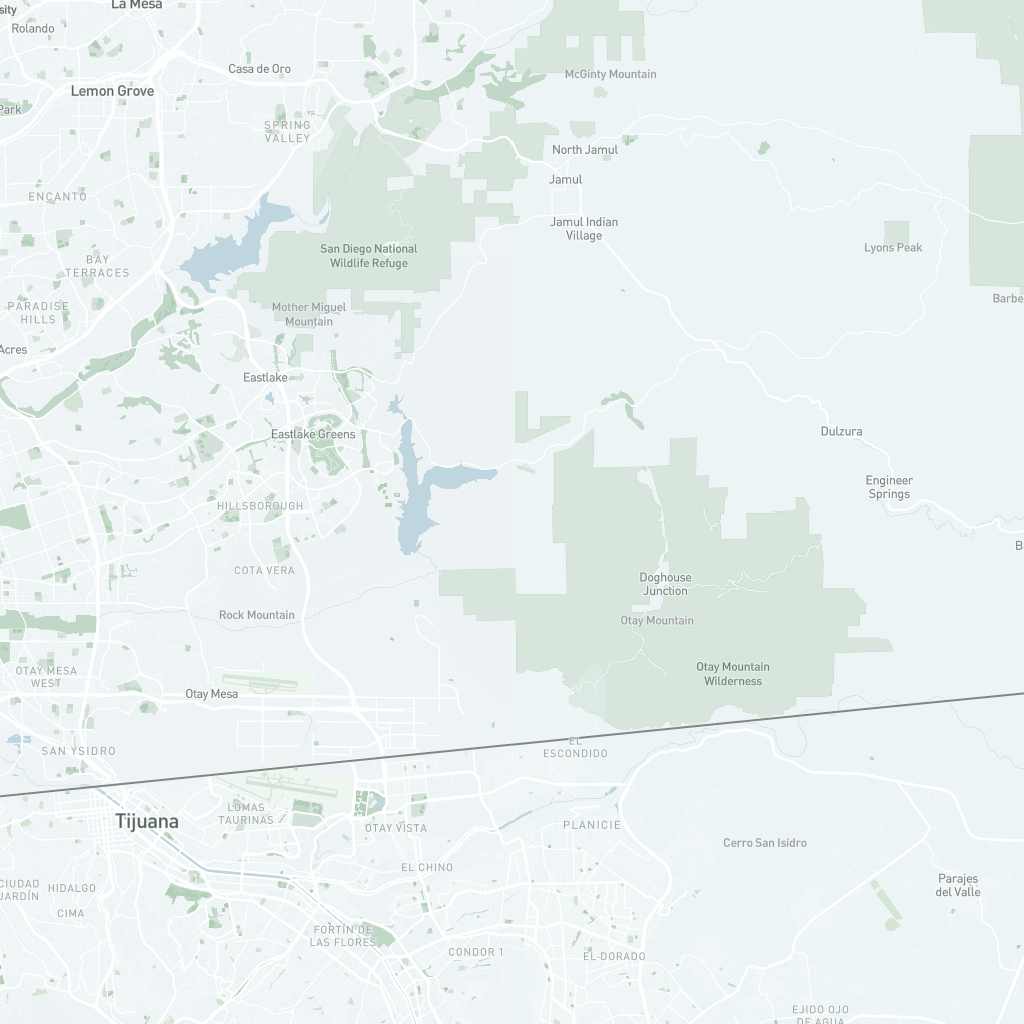 La Mesa
Rolando
Casa de Oro
McGinty Mountain
Lemon Grove
Park
SPRING
VALLEY
North Jamul
Jamul
ENCANTO
Jamul Indian
Village
San Diego National
Wildlife Refuge
Lyons Peak
BAY
TERRACES
PARADISE
HILLS
Mother Miguel
Mountain
Barbe
Acres
Eastlake
Eastlake Greens
Dulzura
Engineer
Springs
HILLSBOROUGH
COTA VERA
Doghouse
Junction
Rock Mountain
Otay Mountain
Otay Mountain
Wilderness
OTAY MESA
WEST
Otay Mesa
SAN YSIDRO
EL
ESCONDIDO
LOMAS
TAURINAS
Tijuana
OTAY VISTA
PLANICIE
Cerro San Isidro
EL CHINO
CIUDAD
JARDÍN
HIDALGO
Parajes
del Valle
CIMA
FORTÍN DE
LAS FLORES
CONDOR 1
EL-DORADO
EJIDO OJO
DE AGUA